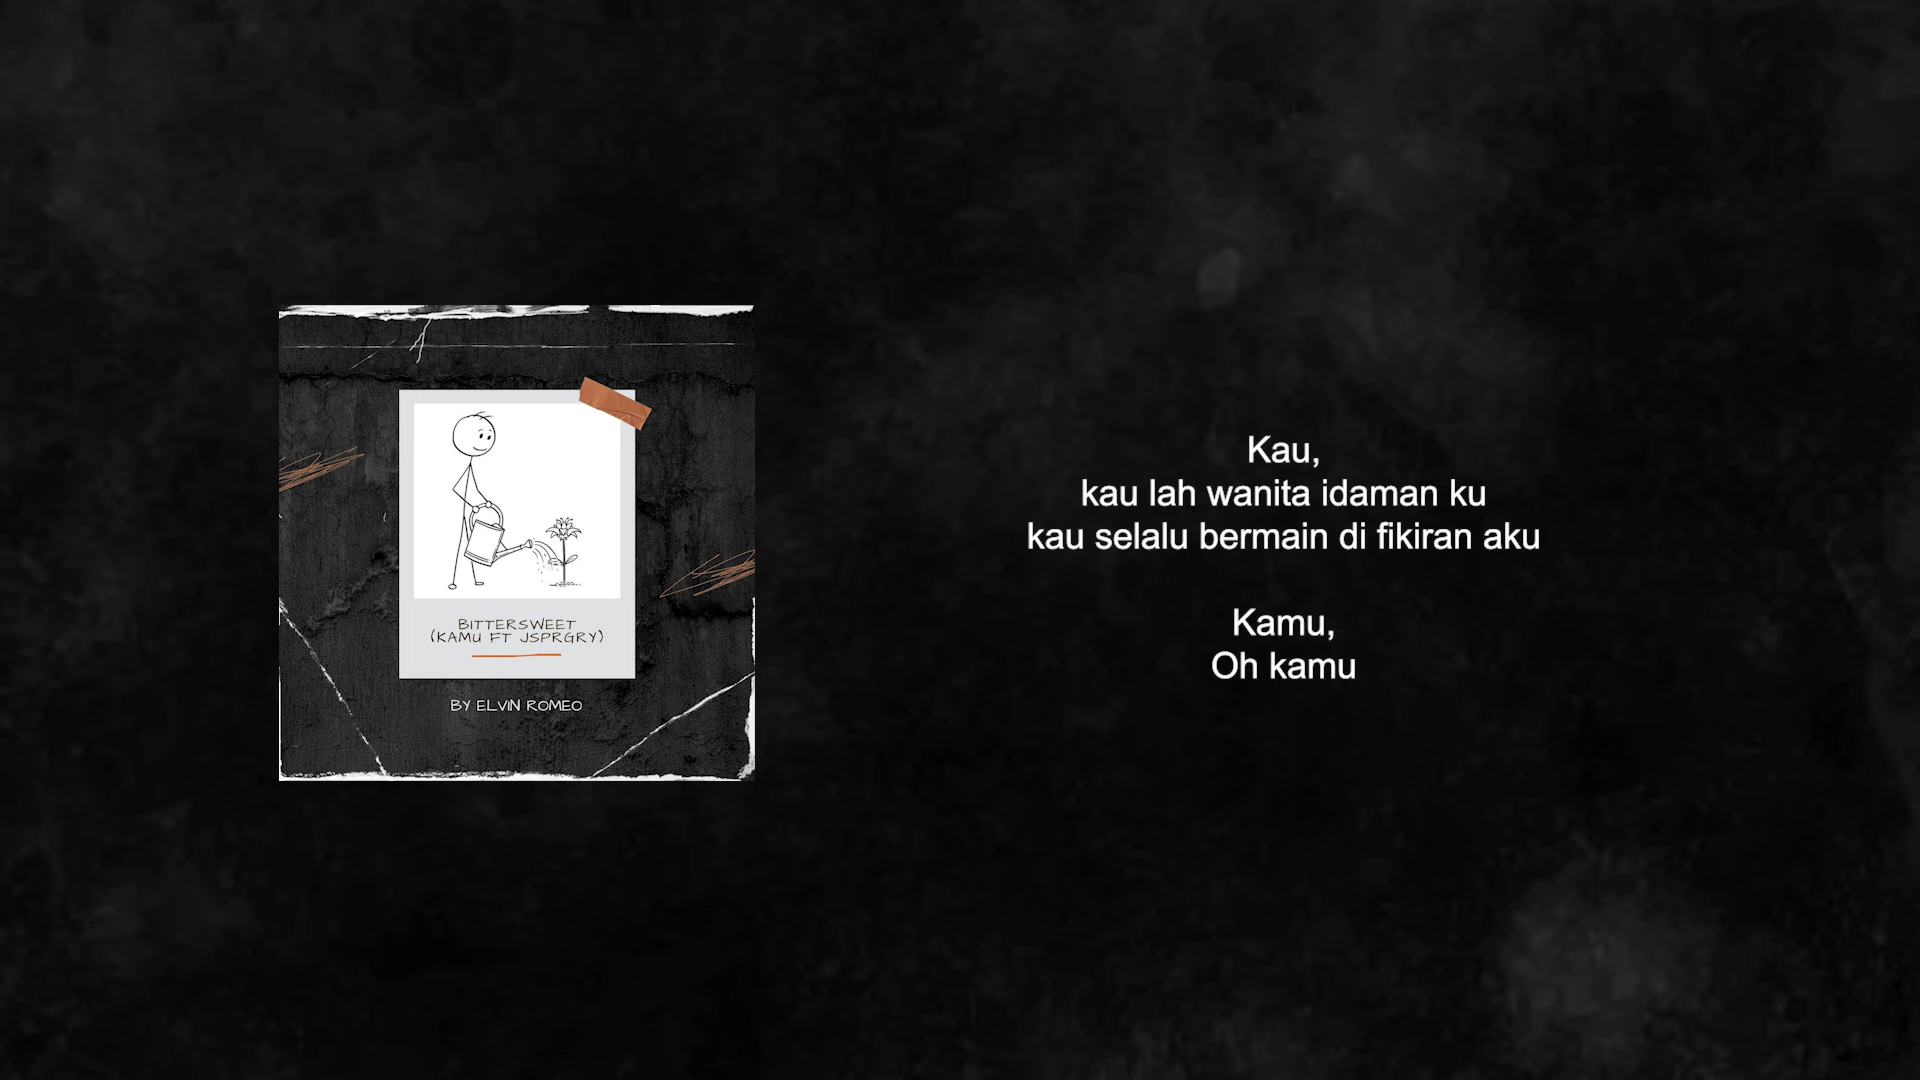 BITTERSWEET
(KAMU FT JSPRGRY)
BY ELVIN ROMEO
Kau,
kau lah wanita idaman ku
kau selalu bermain di fikiran aku
Kamu,
Oh kamu